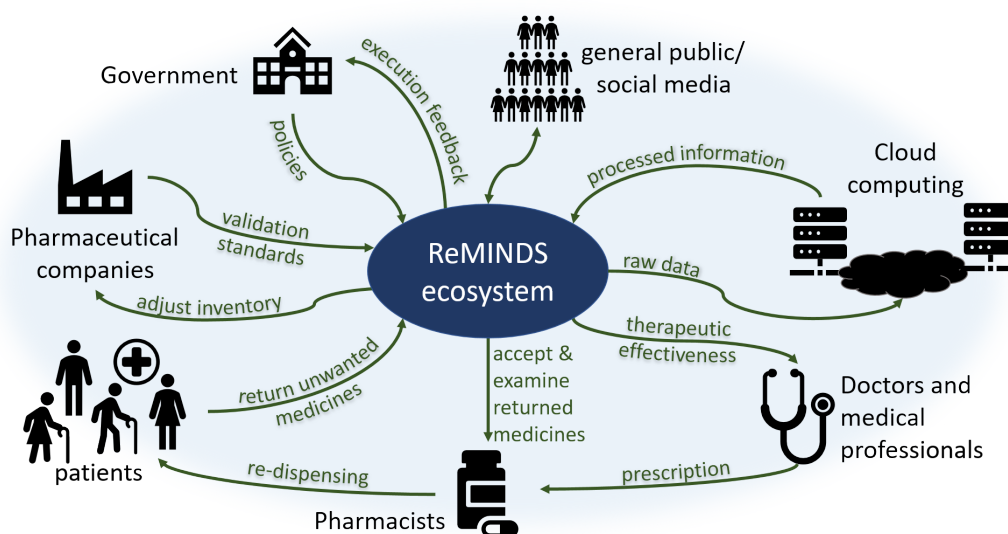 Government
execution feedback
general public/
social media
policies
processed information
Cloud
computing
Pharmaceutical
companies
validation
standards
ReMINDS
ecosystem
raw data
adjust inventory
therapeutic
effectiveness
return unwanted
medicines
accept &
examine
returned
medicines
Doctors and
medical
professionals
patients
re-dispensing
prescription
Pharmacists